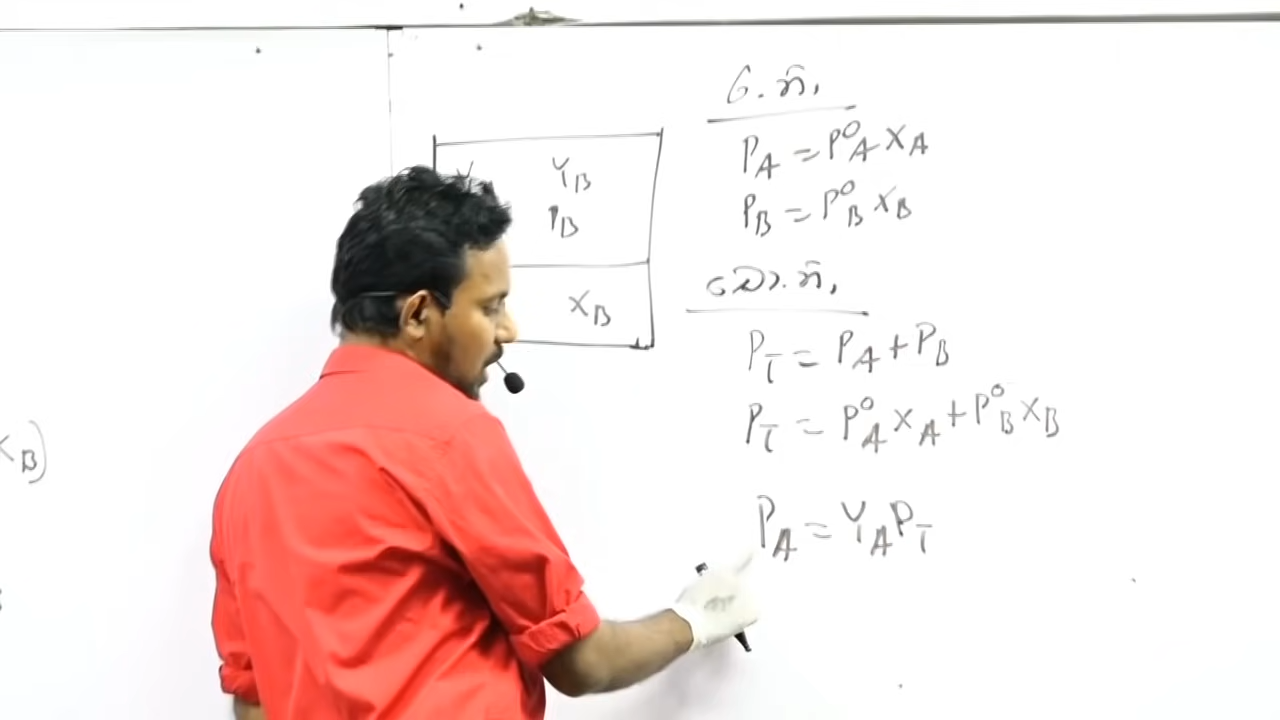 Y_B
P_B
X_B
X_B)
ර.නි.
P_A = P°_A X_A
P_B = P°_B X_B
ඩො.නි.
P_T = P_A + P_B
P_T = P°_A X_A + P°_B X_B
P_A = Y_A P_T